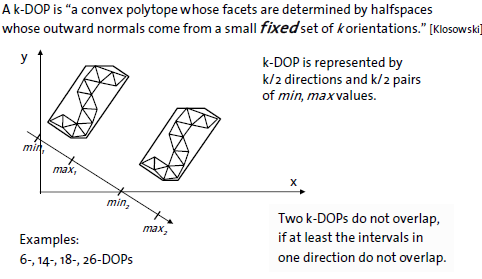 A k-DOP is “a convex polytope whose facets are determined by halfspaces
whose outward normals come from a small fixed set of k orientations.” [Klosowski]
y
k-DOP is represented by
k/2 directions and k/2 pairs
of min, max values.
min₁
max₁
x
min₂
max₂
Two k-DOPs do not overlap,
if at least the intervals in
one direction do not overlap.
Examples:
6-, 14-, 18-, 26-DOPs